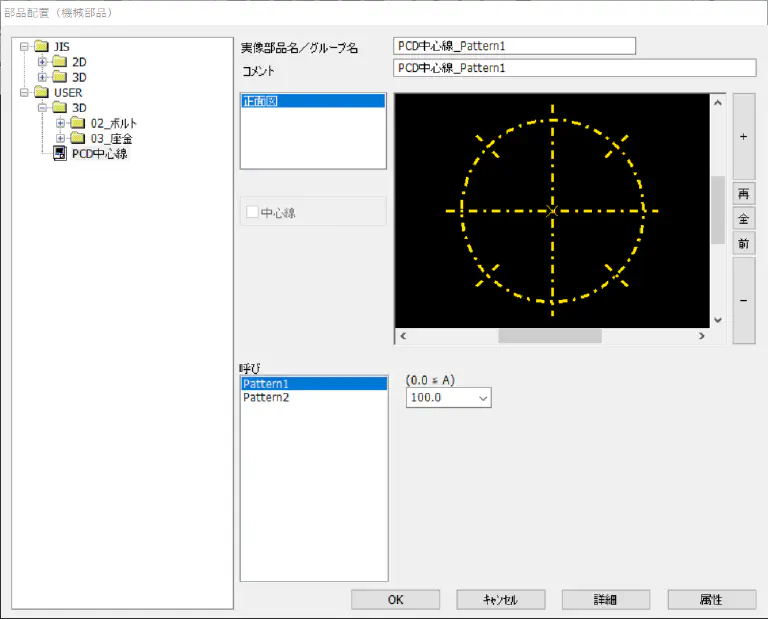 部品配置（機械部品）
JIS
2D
3D
USER
3D
02_ボルト
03_座金
PCD中心線
実像部品名／グループ名
PCD中心線_Pattern1
コメント
PCD中心線_Pattern1
正面図
中心線
+
再
全
前
-
呼び
Pattern1
Pattern2
(0.0 ≦ A)
100.0
OK
キャンセル
詳細
属性